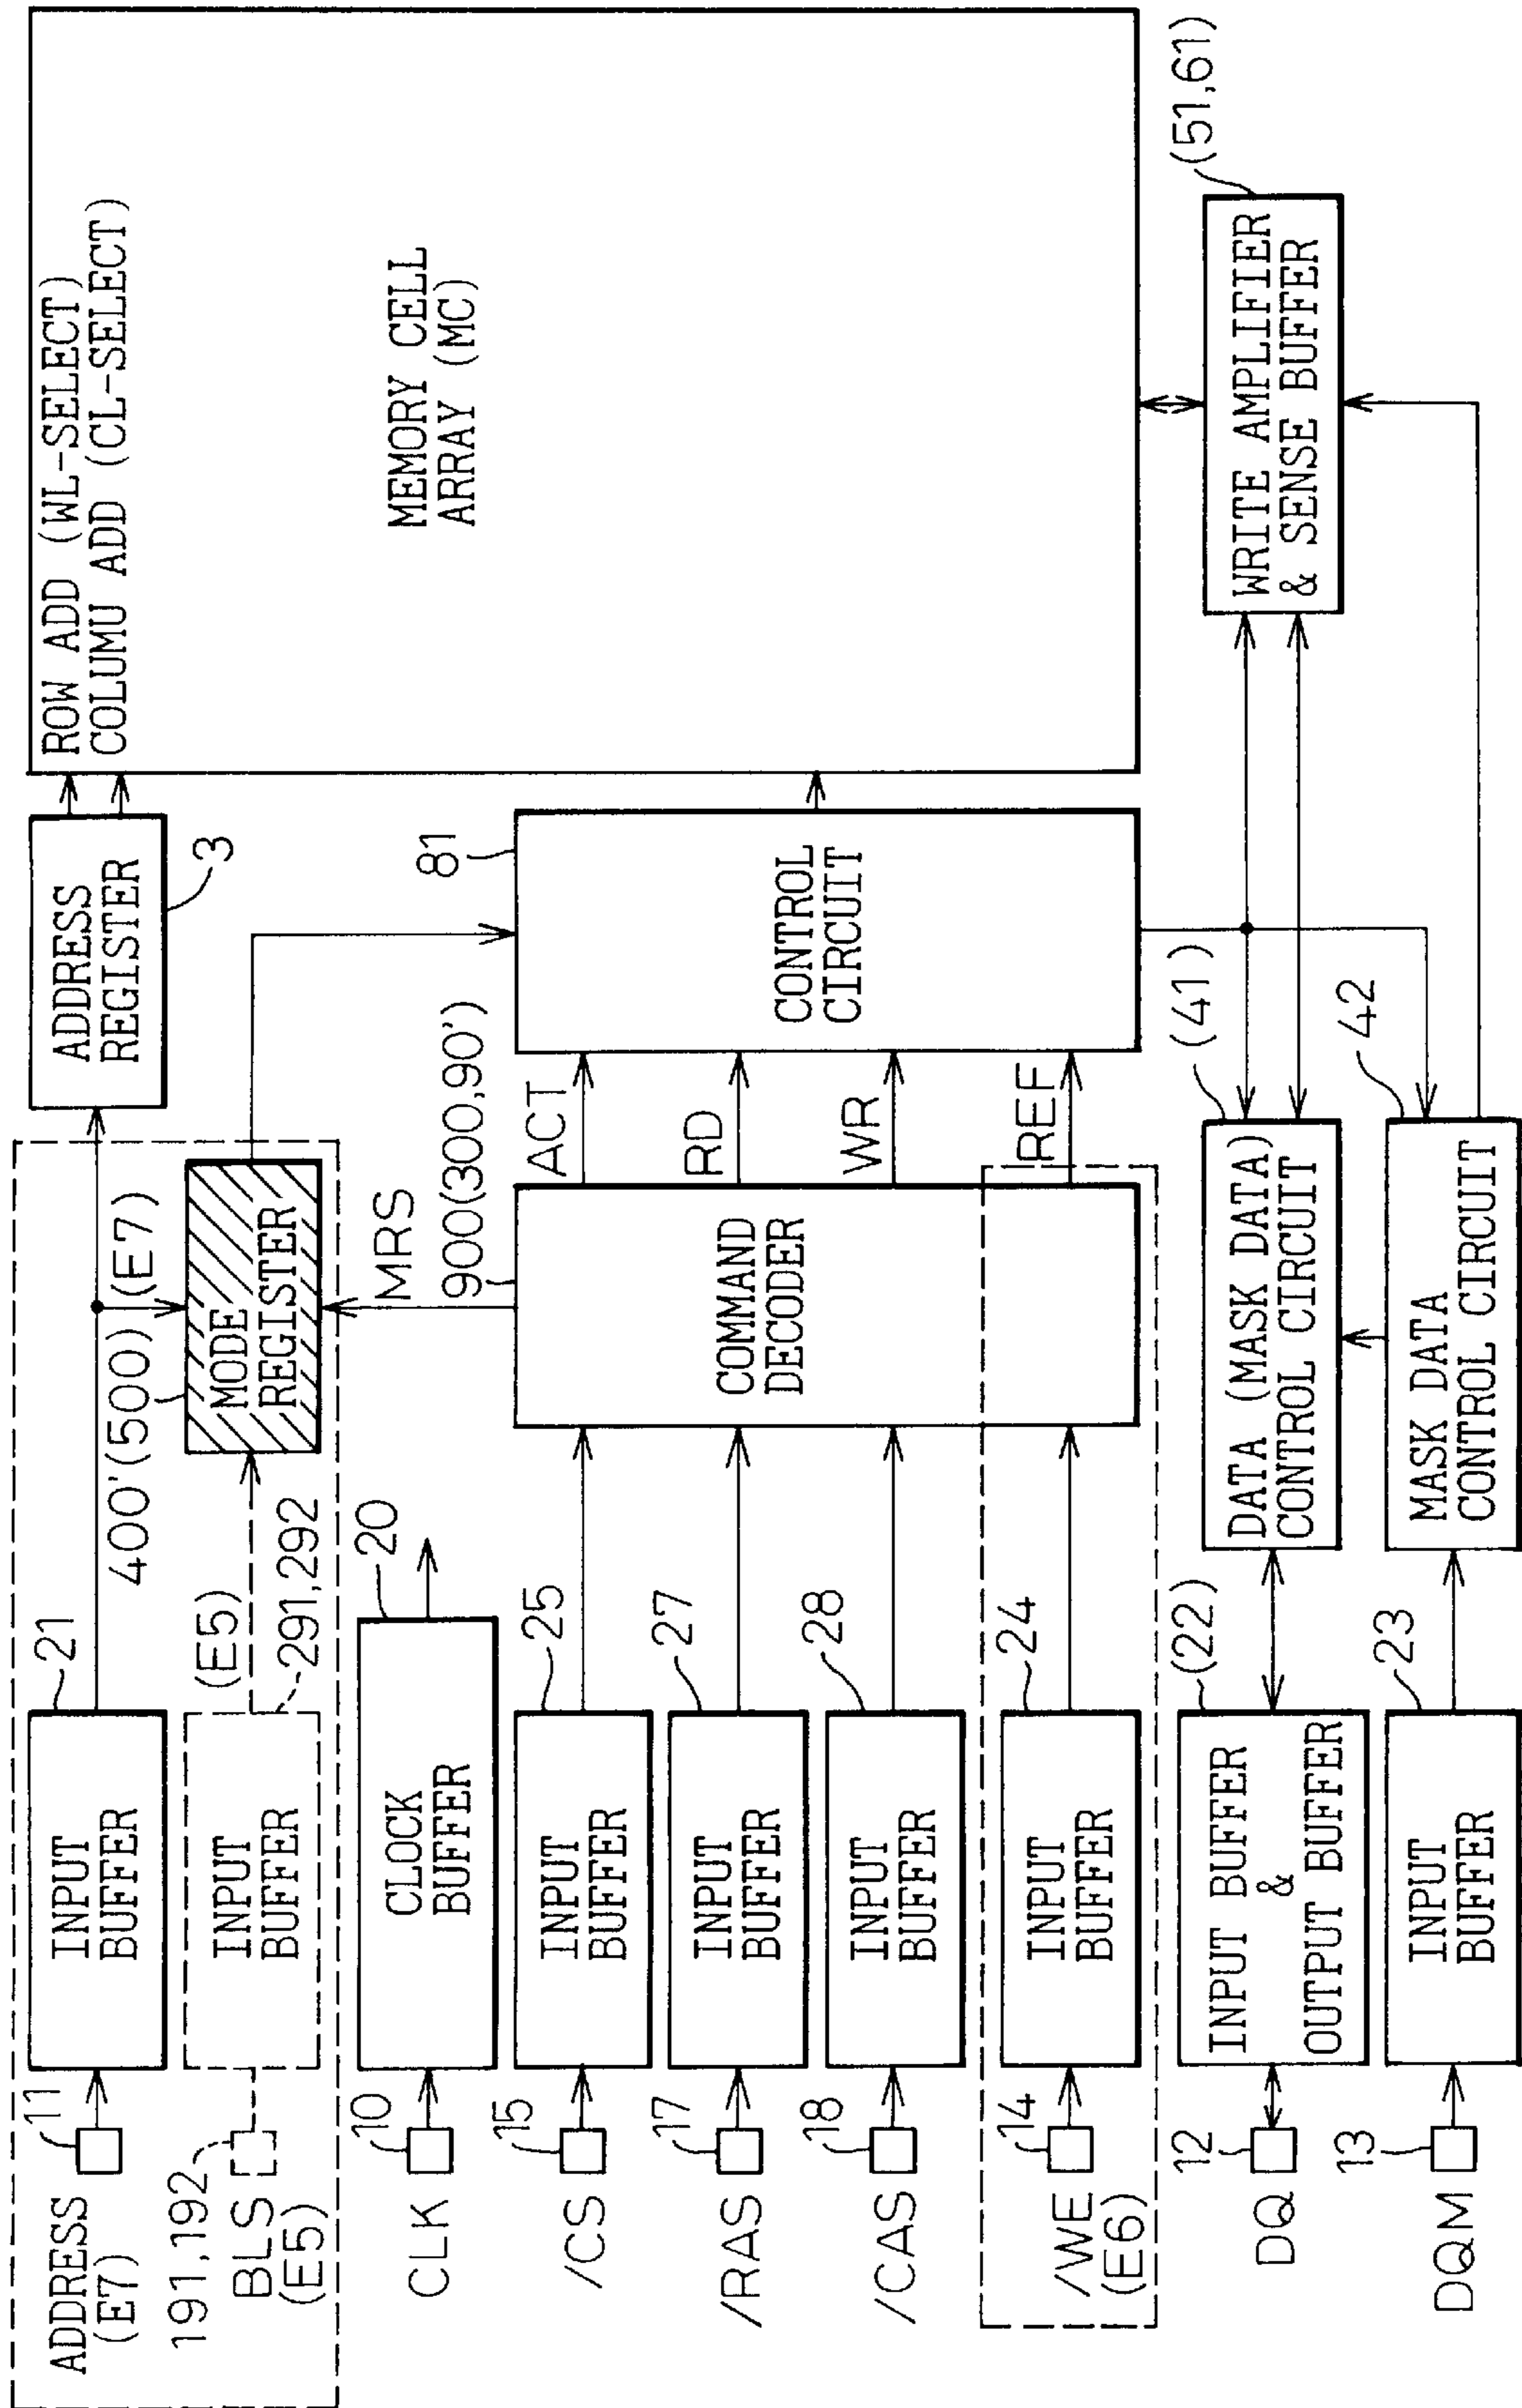 ADDRESS
(E7)
11
21
INPUT
BUFFER
400'(500) (E7)
ADDRESS
REGISTER
3
ROW ADD (WL-SELECT)
COLUMU ADD (CL-SELECT)
MEMORY CELL
ARRAY (MC)
191,192
BLS
(E5)
INPUT
BUFFER
(E5)
291,292
MODE
REGISTER
MRS
CLK
10
CLOCK
BUFFER
20
900(300,90')
81
/CS
15
INPUT
BUFFER
25
COMMAND
DECODER
ACT
RD
WR
REF
CONTROL
CIRCUIT
/RAS
17
INPUT
BUFFER
27
/CAS
18
INPUT
BUFFER
28
/WE
(E6)
14
INPUT
BUFFER
24
DQ
12
INPUT BUFFER
&
OUTPUT BUFFER
(22)
DATA (MASK DATA)
CONTROL CIRCUIT
(41)
WRITE AMPLIFIER
& SENSE BUFFER
(51,61)
DQM
13
INPUT
BUFFER
23
MASK DATA
CONTROL CIRCUIT
42